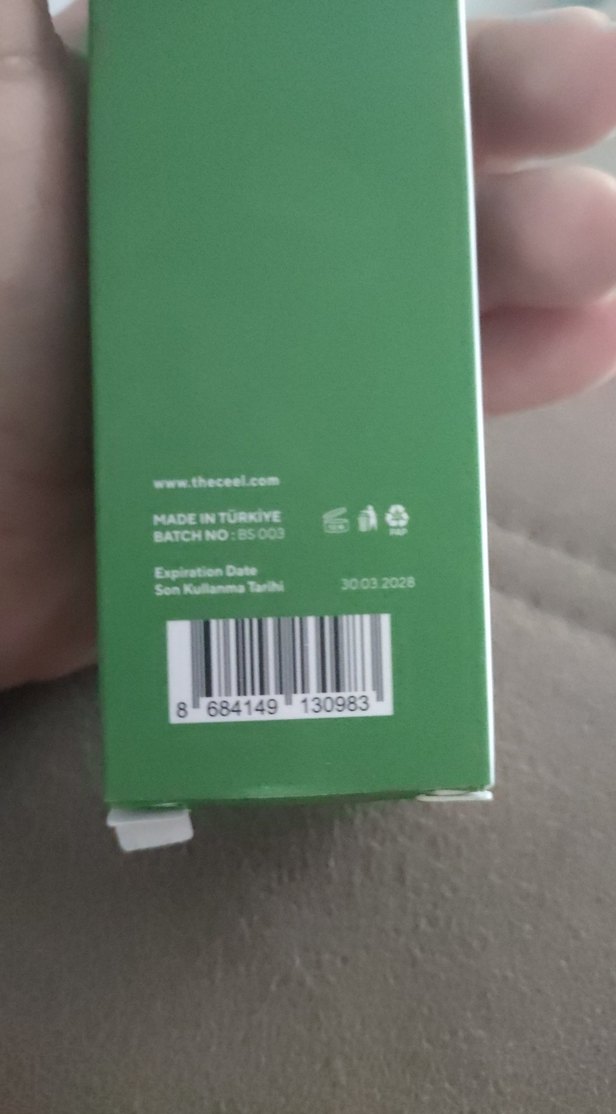 www.theceel.com
MADE IN TÜRKİYE
BATCH NO : BS 003
Expiration Date
Son Kullanma Tarihi 30.03.2028
8 684149 130983
PAP